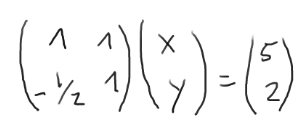 ( 1 1 ) ( x ) = ( 5 )
( -1/2 1 ) ( y ) ( 2 )